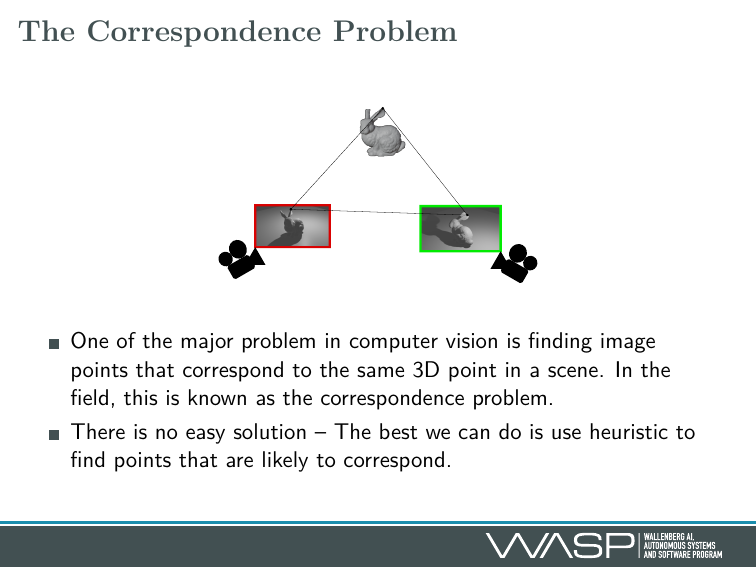 The Correspondence Problem
One of the major problem in computer vision is finding image
points that correspond to the same 3D point in a scene. In the
field, this is known as the correspondence problem.
There is no easy solution – The best we can do is use heuristic to
find points that are likely to correspond.
WASP
WALLENBERG AI,
AUTONOMOUS SYSTEMS
AND SOFTWARE PROGRAM